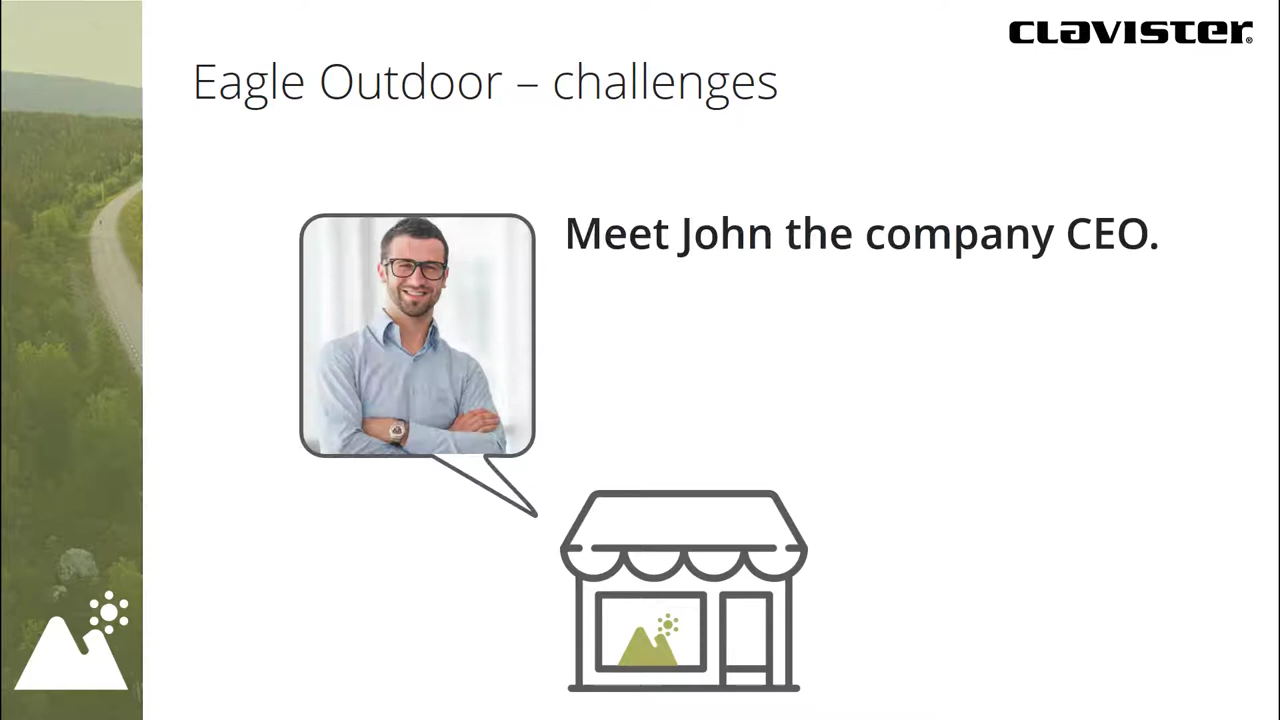 CLAVISTER®
Eagle Outdoor – challenges
Meet John the company CEO.